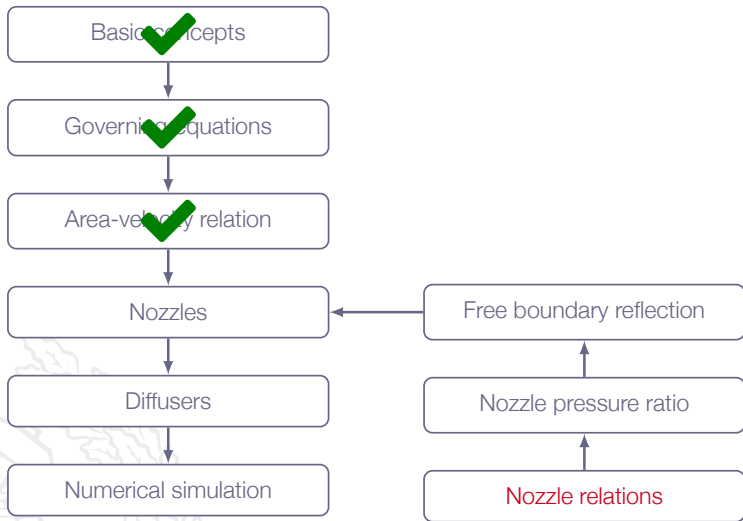 Basic concepts
Governing equations
Area-velocity relation
Nozzles
Free boundary reflection
Diffusers
Nozzle pressure ratio
Numerical simulation
Nozzle relations